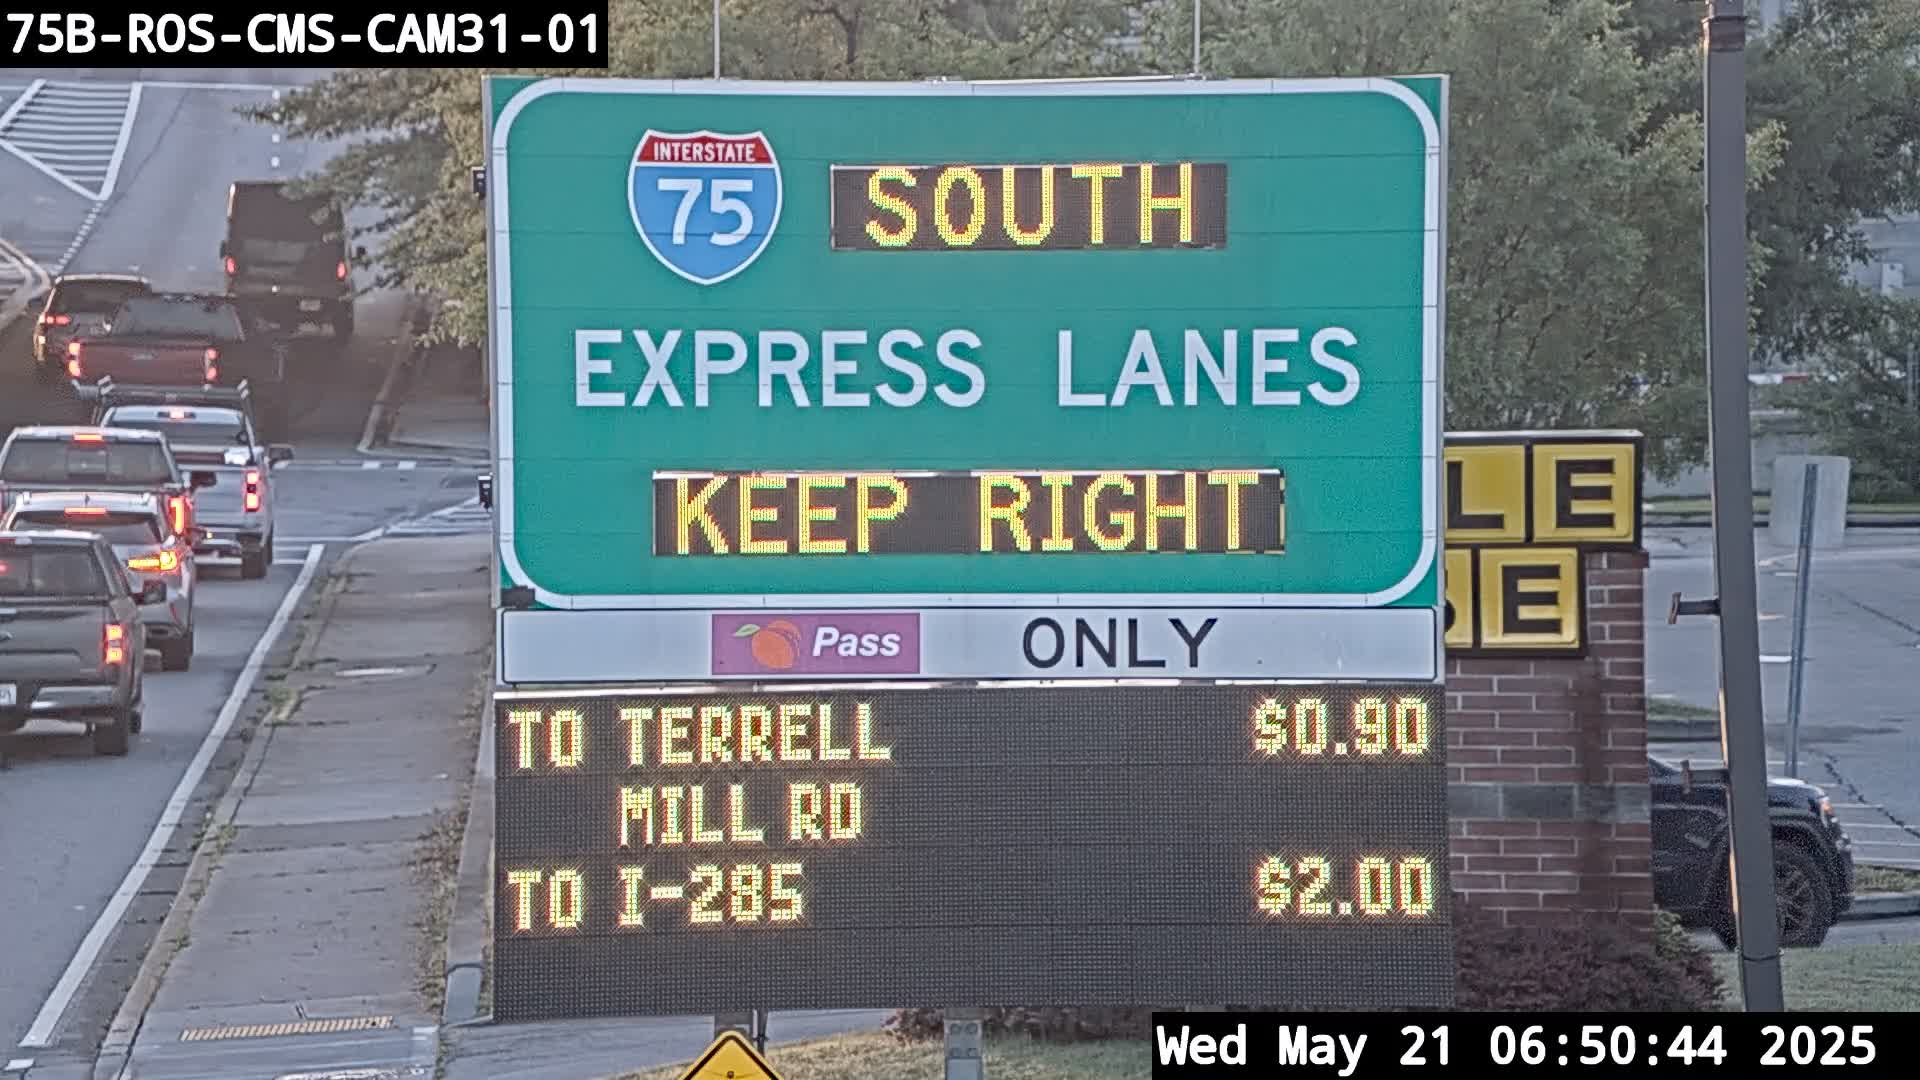 75B-ROS-CMS-CAM31-01
INTERSTATE
75
SOUTH
EXPRESS LANES
KEEP RIGHT
Pass ONLY
TO TERRELL $0.90
MILL RD
TO I-285 $2.00
LE
E
Wed May 21 06:50:44 2025